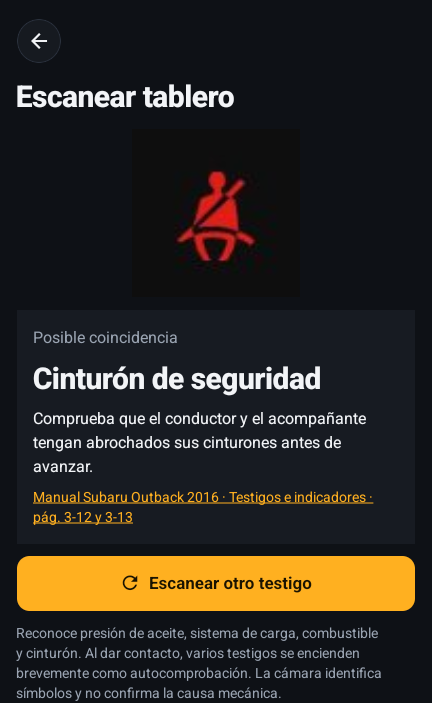 Escanear tablero
Posible coincidencia
Cinturón de seguridad
Comprueba que el conductor y el acompañante
tengan abrochados sus cinturones antes de
avanzar.
Manual Subaru Outback 2016 · Testigos e indicadores ·
pág. 3-12 y 3-13
Escanear otro testigo
Reconoce presión de aceite, sistema de carga, combustible
y cinturón. Al dar contacto, varios testigos se encienden
brevemente como autocomprobación. La cámara identifica
símbolos y no confirma la causa mecánica.